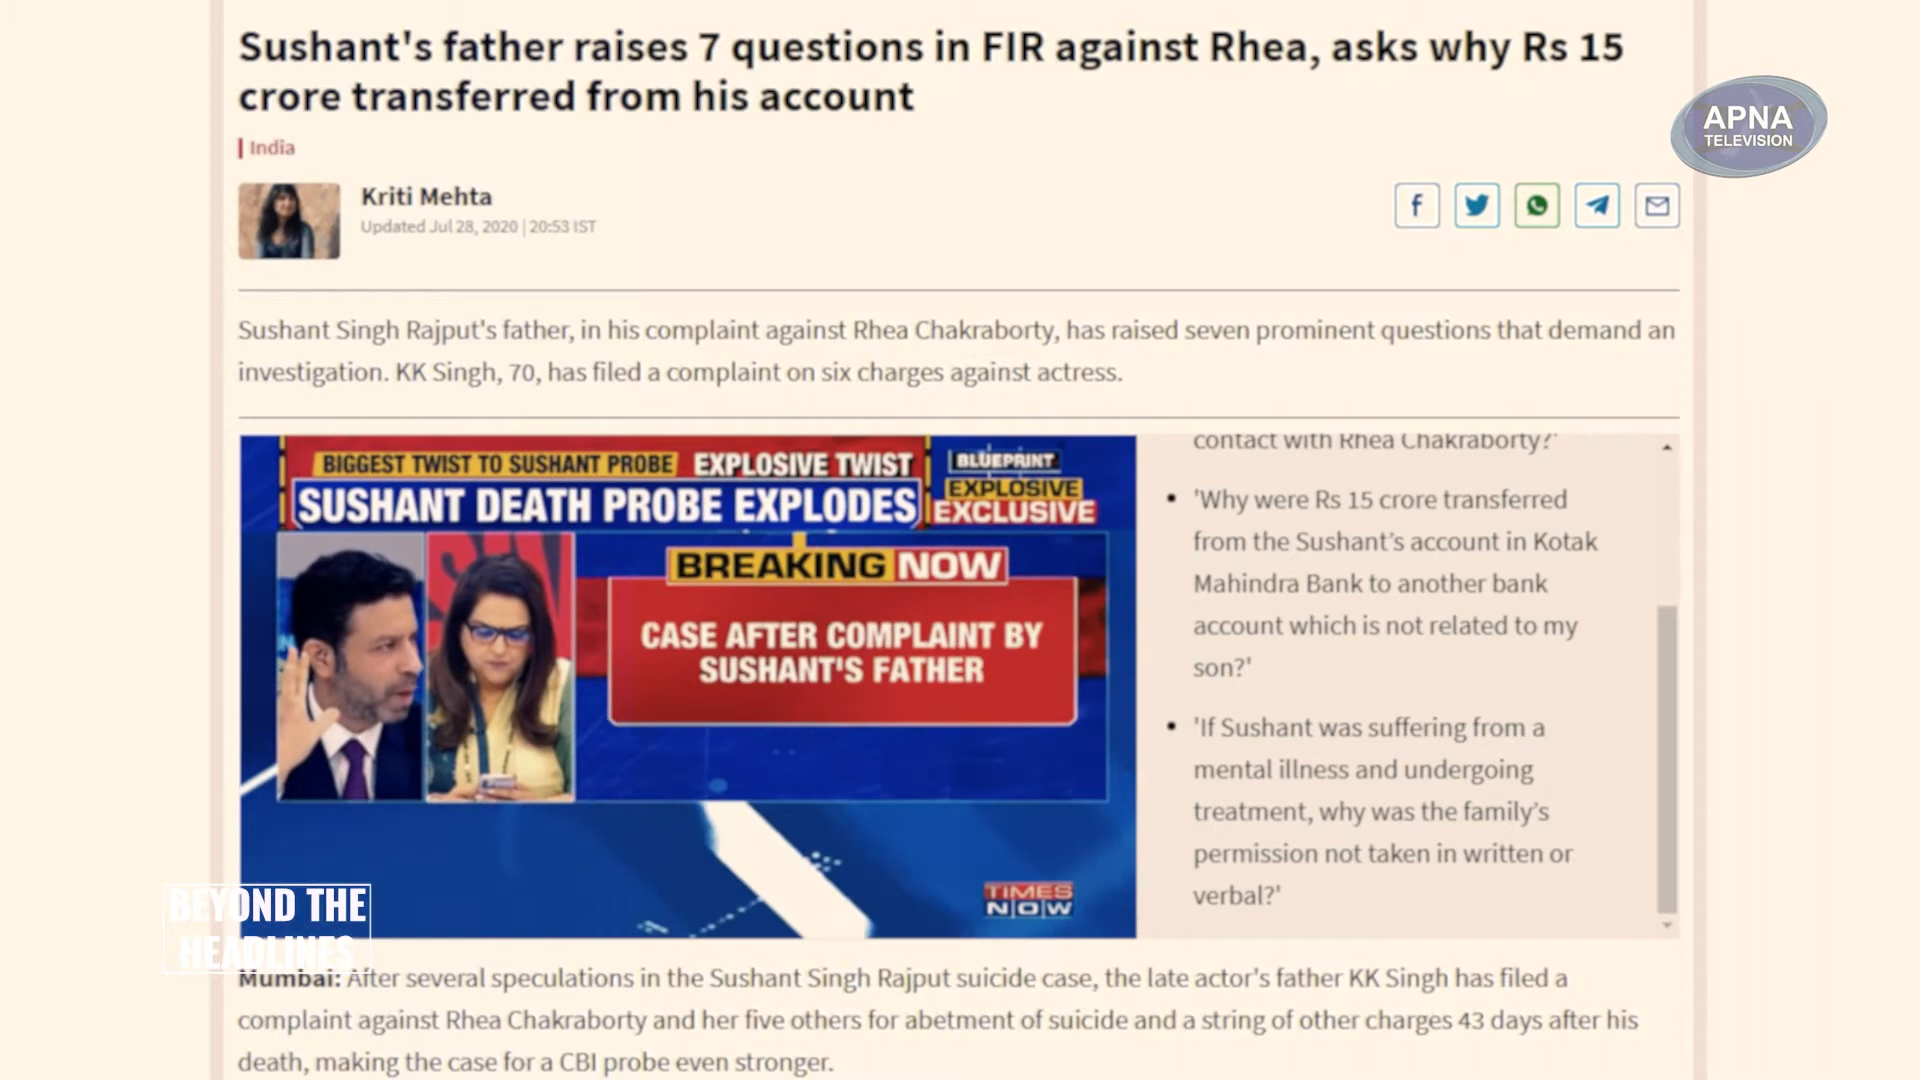 Sushant's father raises 7 questions in FIR against Rhea, asks why Rs 15
crore transferred from his account
APNA
TELEVISION
India
Kriti Mehta
Updated Jul 28, 2020 | 20:53 IST
Sushant Singh Rajput's father, in his complaint against Rhea Chakraborty, has raised seven prominent questions that demand an
investigation. KK Singh, 70, has filed a complaint on six charges against actress.
BIGGEST TWIST TO SUSHANT PROBE EXPLOSIVE TWIST
SUSHANT DEATH PROBE EXPLODES
BLUEPRINT
EXPLOSIVE
EXCLUSIVE
BREAKING NOW
CASE AFTER COMPLAINT BY
SUSHANT'S FATHER
TIMES
NOW
contact with Rhea Chakraborty?'
• 'Why were Rs 15 crore transferred
from the Sushant’s account in Kotak
Mahindra Bank to another bank
account which is not related to my
son?'
• 'If Sushant was suffering from a
mental illness and undergoing
treatment, why was the family’s
permission not taken in written or
verbal?'
BEYOND THE
HEADLINES
Mumbai: After several speculations in the Sushant Singh Rajput suicide case, the late actor's father KK Singh has filed a
complaint against Rhea Chakraborty and her five others for abetment of suicide and a string of other charges 43 days after his
death, making the case for a CBI probe even stronger.